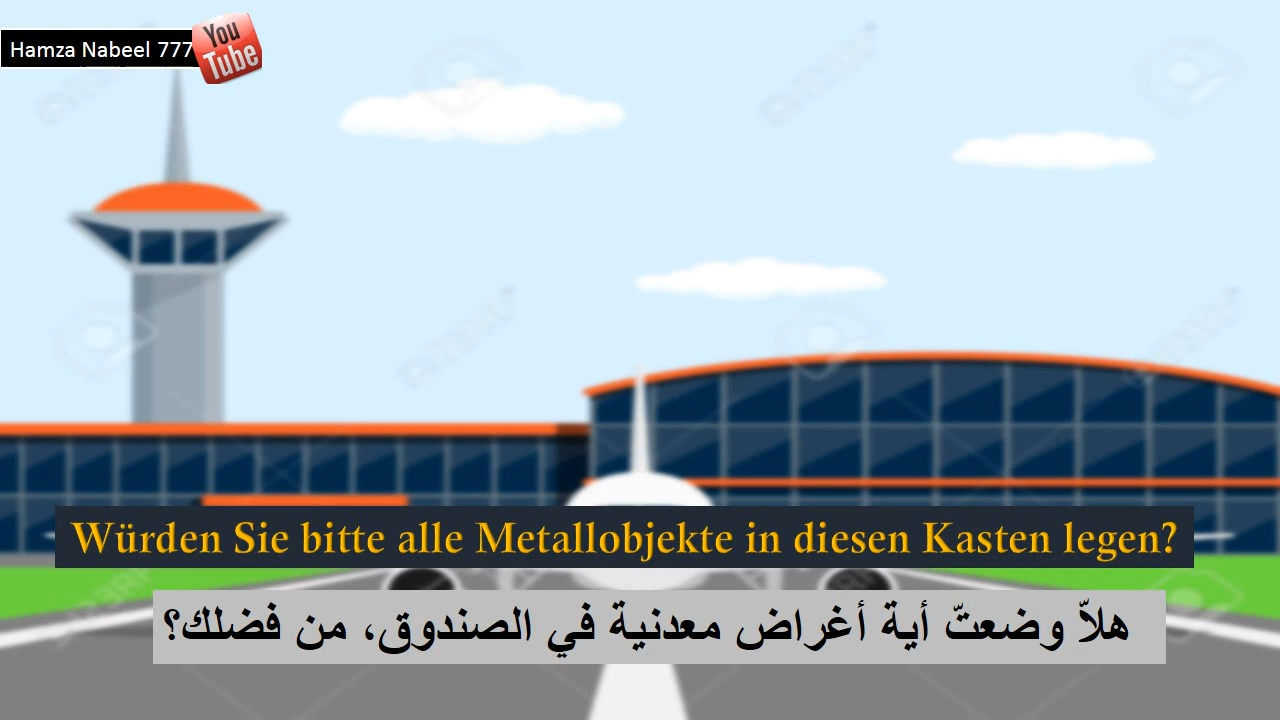 Hamza Nabeel 777
You
Tube
Würden Sie bitte alle Metallobjekte in diesen Kasten legen?
هلاّ وضعتّ أية أغراض معدنية في الصندوق، من فضلك؟